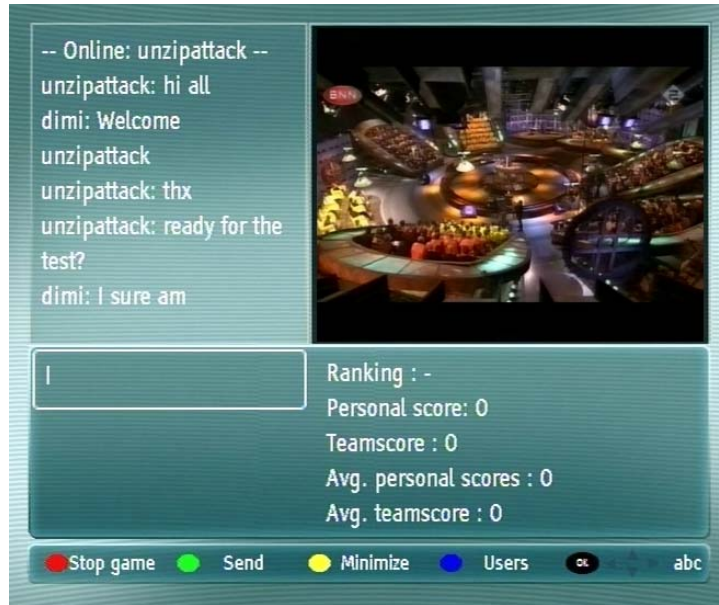 -- Online: unzipattack --
unzipattack: hi all
dimi: Welcome
unzipattack
unzipattack: thx
unzipattack: ready for the
test?
dimi: I sure am
BNN
2
Ranking : -
Personal score: 0
Teamscore : 0
Avg. personal scores : 0
Avg. teamscore : 0
Stop game Send Minimize Users OK abc